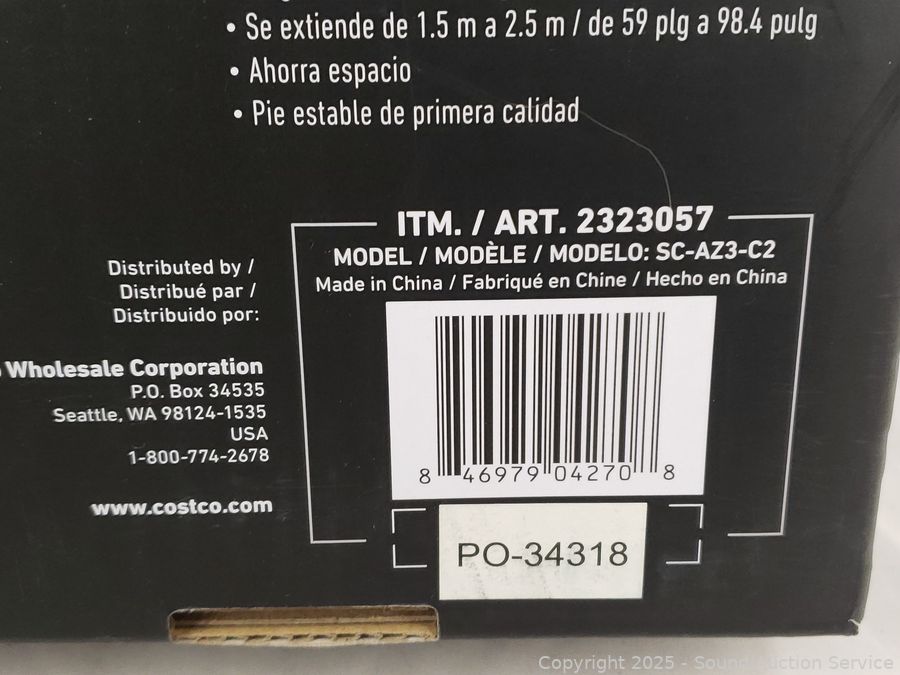 • Se extiende de 1.5 m a 2.5 m / de 59 plg a 98.4 pulg
• Ahorra espacio
• Pie estable de primera calidad
ITM. / ART. 2323057
MODEL / MODÈLE / MODELO: SC-AZ3-C2
Made in China / Fabriqué en Chine / Hecho en China
Distributed by /
Distribué par /
Distribuido por:
Wholesale Corporation
P.O. Box 34535
Seattle, WA 98124-1535
USA
1-800-774-2678
www.costco.com
8 46979 04270 8
PO-34318
Copyright 2025 - Sound Auction Service